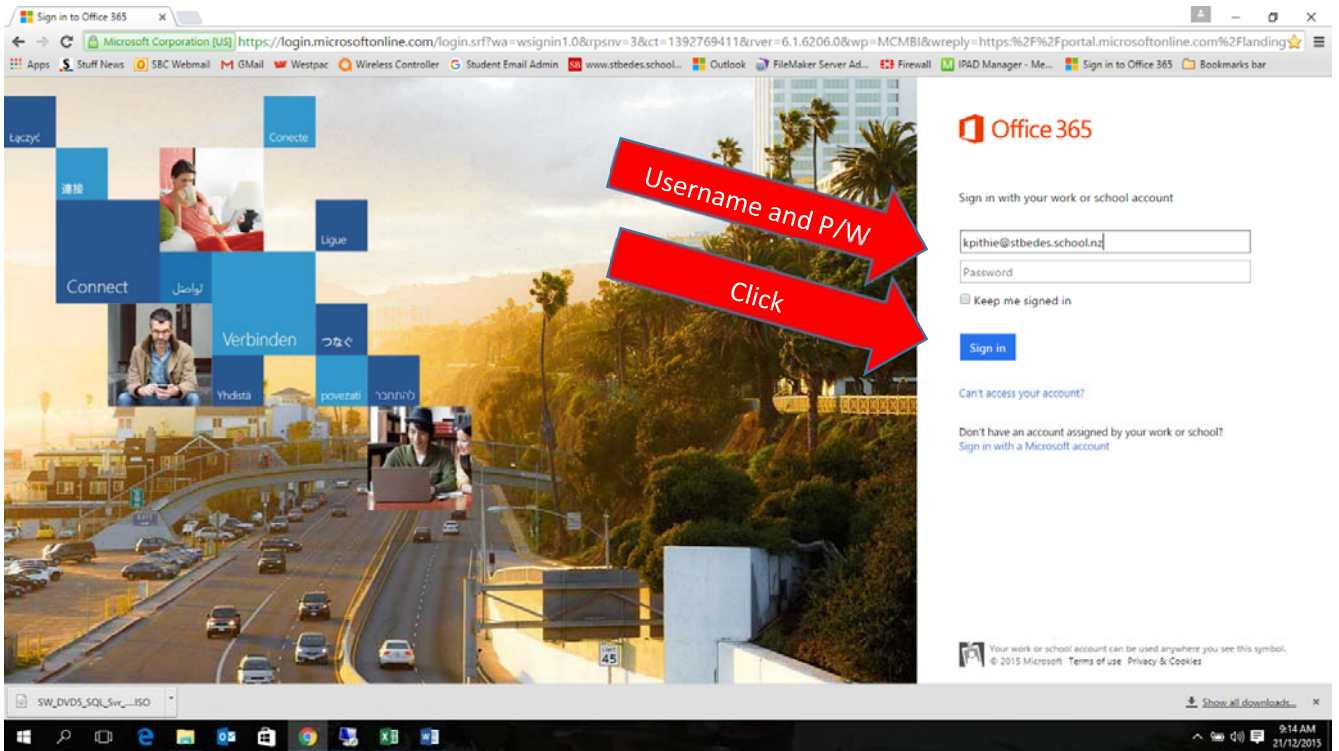 Sign in to Office 365
Microsoft Corporation [US] https://login.microsoftonline.com/login.srf?wa=wsignin1.0&rpsnv=3&ct=1392769411&rver=6.1.6206.0&wp=MCMBI&wreply=https:%2F%2Fportal.microsoftonline.com%2Flanding
Apps Stuff News SBC Webmail GMail Westpac Wireless Controller Student Email Admin www.stbedes.school... Outlook FileMaker Server Ad... Firewall IPAD Manager - Me... Sign in to Office 365 Bookmarks bar
Łączyć
Conecte
連接
Ligue
Connect
تواصل
Verbinden
つなぐ
Yhdistä
povezati
להתחבר
Username and P/W
Click
EXIT
LIMIT
45
Office 365
Sign in with your work or school account
kpithie@stbedes.school.nz
Password
Keep me signed in
Sign in
Can't access your account?
Don't have an account assigned by your work or school?
Sign in with a Microsoft account
Your work or school account can be used anywhere you see this symbol.
© 2015 Microsoft Terms of use Privacy & Cookies
SW_DVD5_SQL_Svr_....ISO
Show all downloads...
9:14 AM
21/12/2015